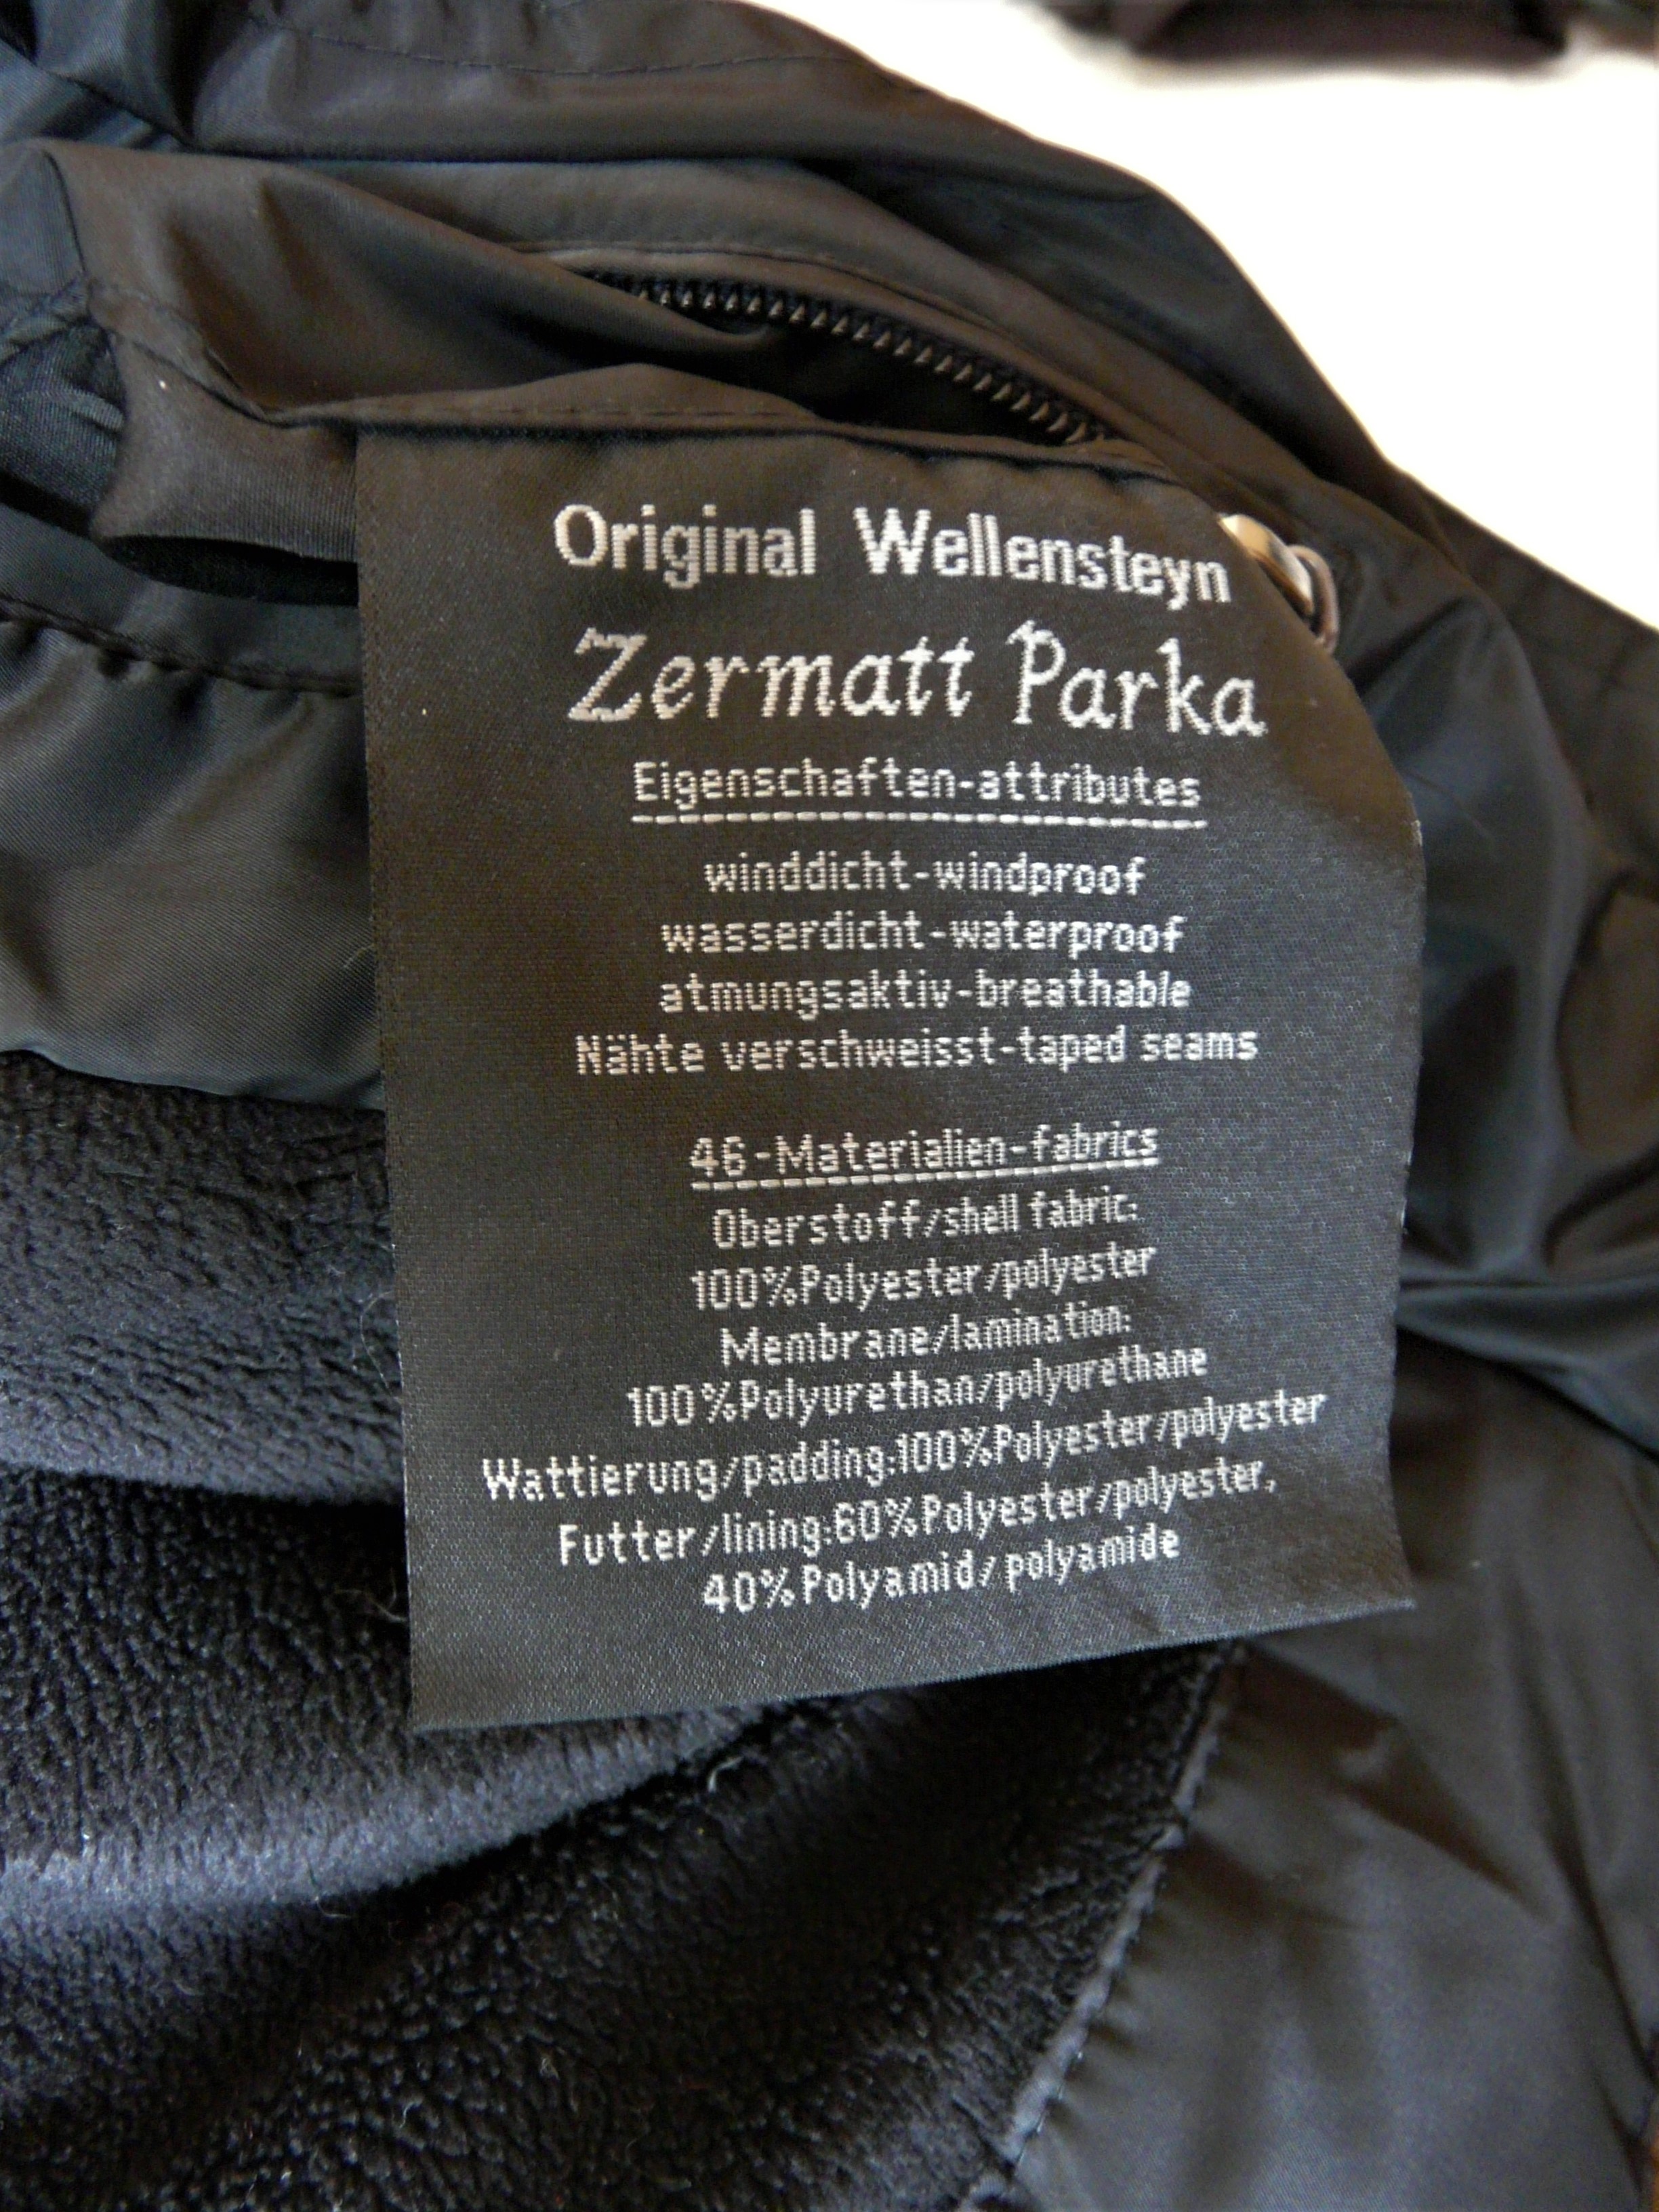 Original Wellensteyn
Zermatt Parka
Eigenschaften-attributes
winddicht-windproof
wasserdicht-waterproof
atmungsaktiv-breathable
Nähte verschweisst-taped seams
46-Materialien-fabrics
Oberstoff/shell fabric:
100%Polyester/polyester
Membrane/lamination:
100%Polyurethan/polyurethane
Wattierung/padding:100%Polyester/polyester
Futter/lining:60%Polyester/polyester,
40%Polyamid/polyamide